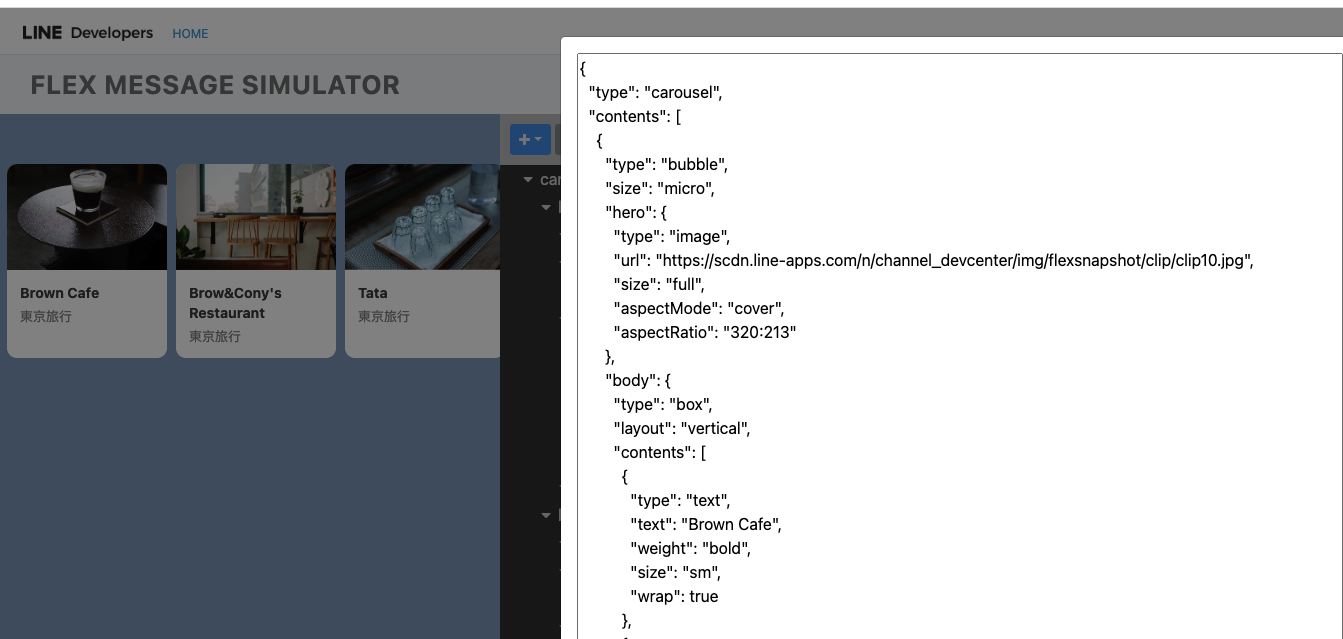 LINE Developers HOME
FLEX MESSAGE SIMULATOR
Brown Cafe
東京旅行
Brow&Cony's
Restaurant
東京旅行
Tata
東京旅行
{
"type": "carousel",
"contents": [
{
"type": "bubble",
"size": "micro",
"hero": {
"type": "image",
"url": "https://scdn.line-apps.com/n/channel_devcenter/img/flexsnapshot/clip/clip10.jpg",
"size": "full",
"aspectMode": "cover",
"aspectRatio": "320:213"
},
"body": {
"type": "box",
"layout": "vertical",
"contents": [
{
"type": "text",
"text": "Brown Cafe",
"weight": "bold",
"size": "sm",
"wrap": true
},